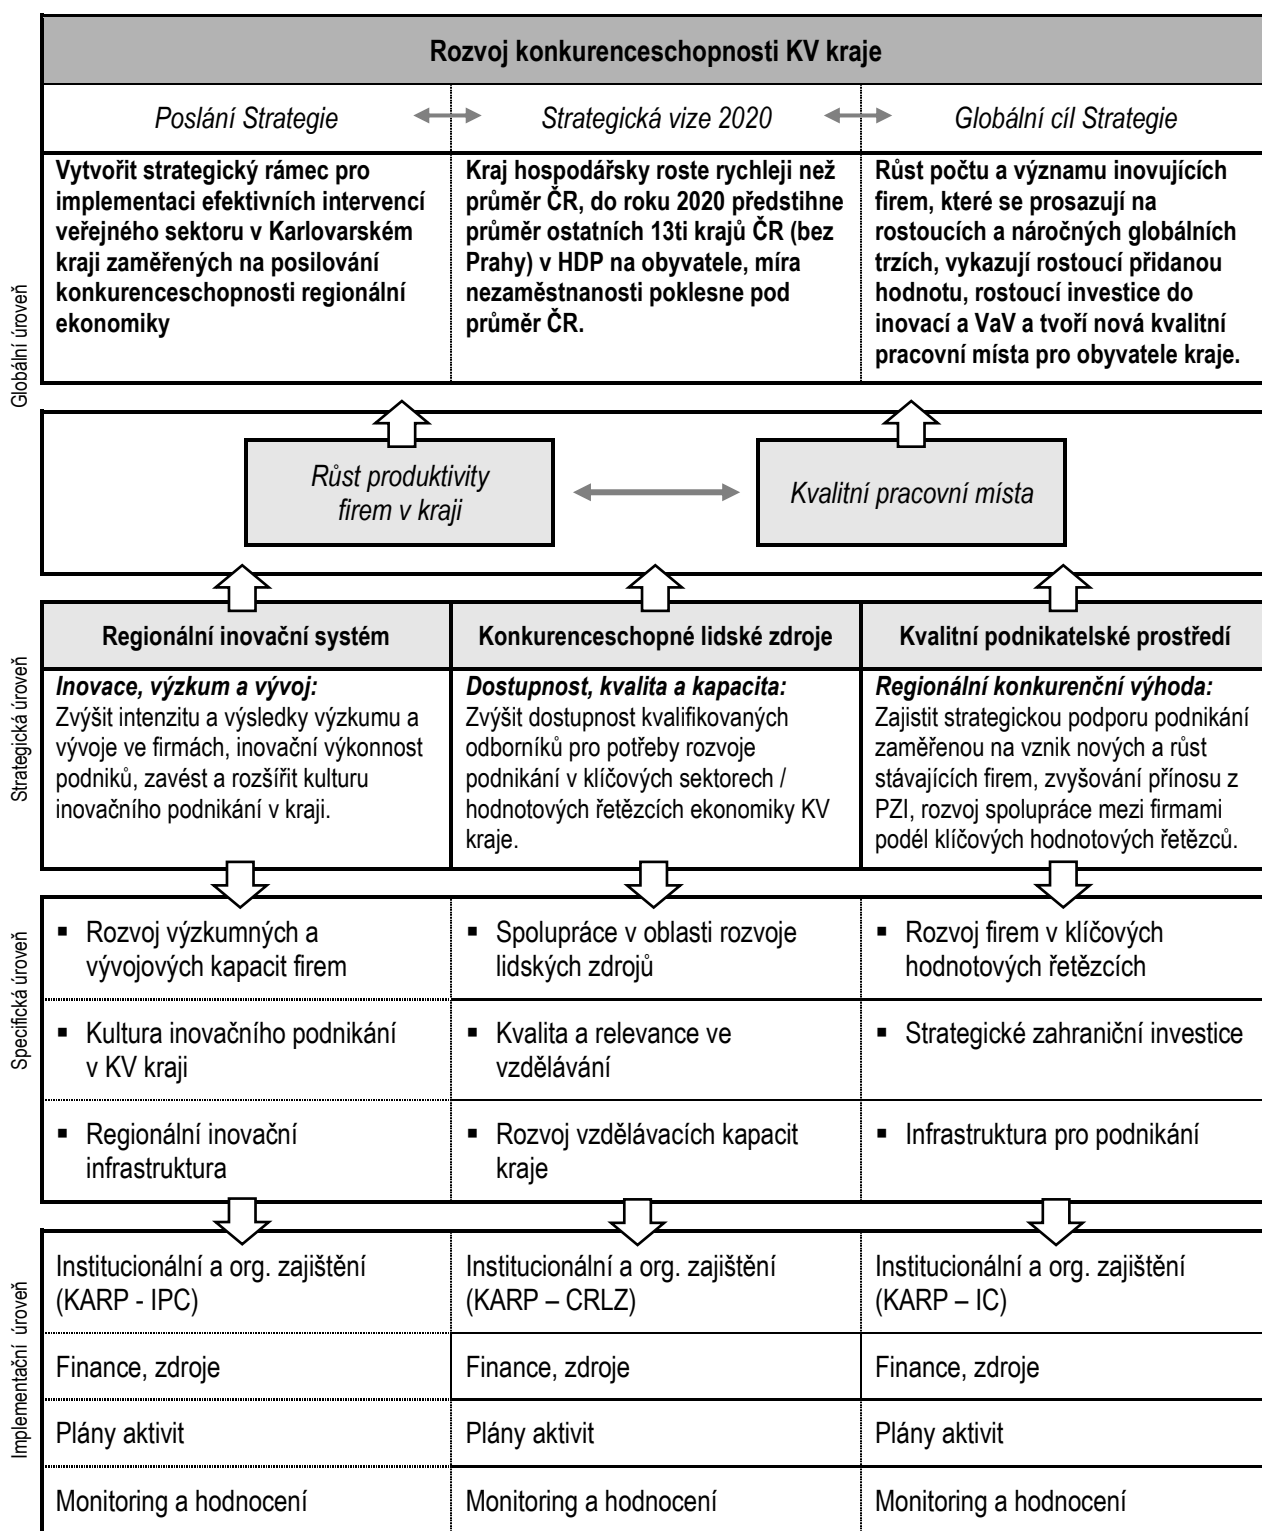 Rozvoj konkurenceschopnosti KV kraje
Globální úroveň
Poslání Strategie
Strategická vize 2020
Globální cíl Strategie
Vytvořit strategický rámec pro
implementaci efektivních intervencí
veřejného sektoru v Karlovarském
kraji zaměřených na posilování
konkurenceschopnosti regionální
ekonomiky
Kraj hospodářsky roste rychleji než
průměr ČR, do roku 2020 předstihne
průměr ostatních 13ti krajů ČR (bez
Prahy) v HDP na obyvatele, míra
nezaměstnanosti poklesne pod
průměr ČR.
Růst počtu a významu inovujících
firem, které se prosazují na
rostoucích a náročných globálních
trzích, vykazují rostoucí přidanou
hodnotu, rostoucí investice do
inovací a VaV a tvoří nová kvalitní
pracovní místa pro obyvatele kraje.
Růst produktivity
firem v kraji
Kvalitní pracovní místa
Strategická úroveň
Regionální inovační systém
Konkurenceschopné lidské zdroje
Kvalitní podnikatelské prostředí
Inovace, výzkum a vývoj:
Zvýšit intenzitu a výsledky výzkumu a
vývoje ve firmách, inovační výkonnost
podniků, zavést a rozšířit kulturu
inovačního podnikání v kraji.
Dostupnost, kvalita a kapacita:
Zvýšit dostupnost kvalifikovaných
odborníků pro potřeby rozvoje
podnikání v klíčových sektorech /
hodnotových řetězcích ekonomiky KV
kraje.
Regionální konkurenční výhoda:
Zajistit strategickou podporu podnikání
zaměřenou na vznik nových a růst
stávajících firem, zvyšování přínosu z
PZI, rozvoj spolupráce mezi firmami
podél klíčových hodnotových řetězců.
Specifická úroveň
▪ Rozvoj výzkumných a
vývojových kapacit firem
▪ Spolupráce v oblasti rozvoje
lidských zdrojů
▪ Rozvoj firem v klíčových
hodnotových řetězcích
▪ Kultura inovačního podnikání
v KV kraji
▪ Kvalita a relevance ve
vzdělávání
▪ Strategické zahraniční investice
▪ Regionální inovační
infrastruktura
▪ Rozvoj vzdělávacích kapacit
kraje
▪ Infrastruktura pro podnikání
Implementační úroveň
Institucionální a org. zajištění
(KARP - IPC)
Institucionální a org. zajištění
(KARP – CRLZ)
Institucionální a org. zajištění
(KARP – IC)
Finance, zdroje
Finance, zdroje
Finance, zdroje
Plány aktivit
Plány aktivit
Plány aktivit
Monitoring a hodnocení
Monitoring a hodnocení
Monitoring a hodnocení